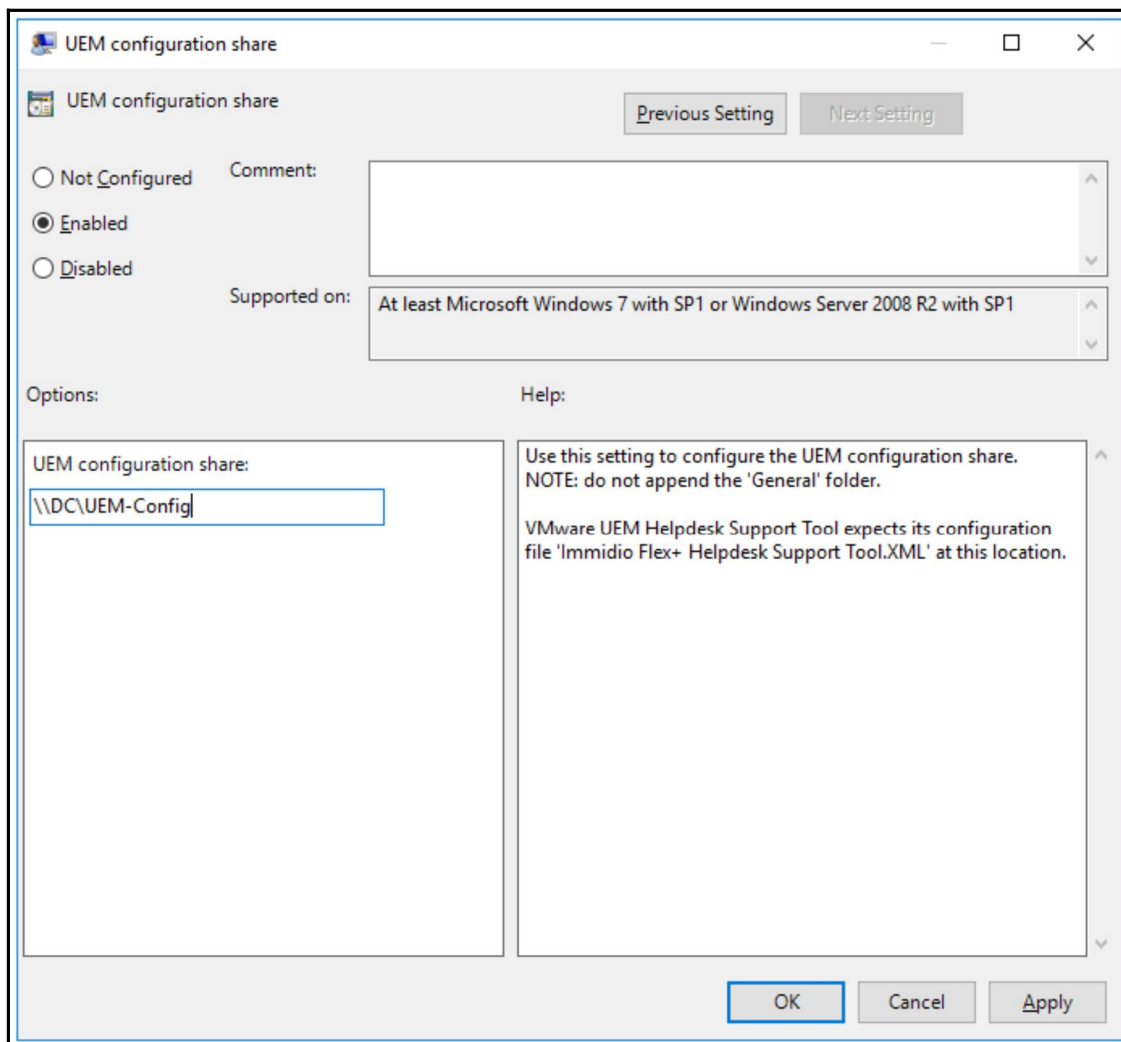 UEM configuration share
UEM configuration share
Previous Setting
Next Setting
Not Configured
Comment:
Enabled
Disabled
Supported on:
At least Microsoft Windows 7 with SP1 or Windows Server 2008 R2 with SP1
Options:
Help:
UEM configuration share:
\\DC\UEM-Config
Use this setting to configure the UEM configuration share.
NOTE: do not append the 'General' folder.
VMware UEM Helpdesk Support Tool expects its configuration
file 'Immidio Flex+ Helpdesk Support Tool.XML' at this location.
OK
Cancel
Apply